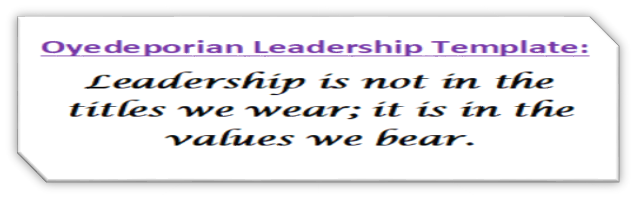 Oyedeporian Leadership Template:
Leadership is not in the
titles we wear; it is in the
values we bear.